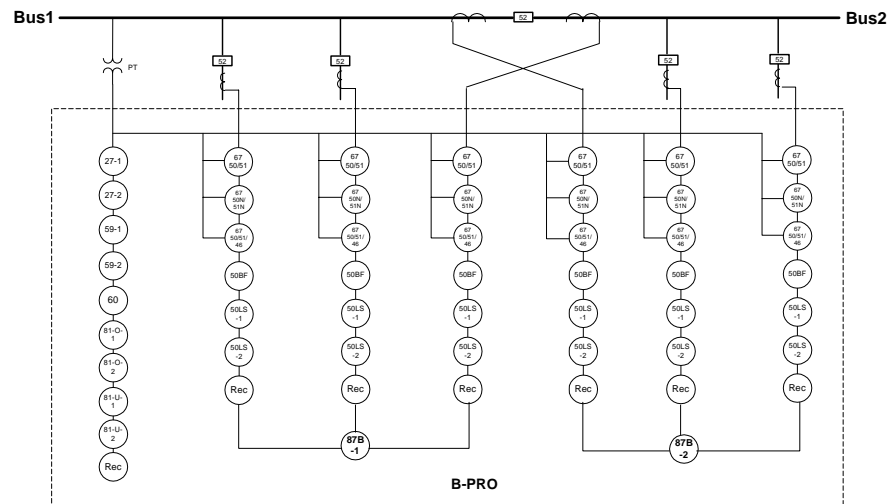 Bus1
52
Bus2
PT
52
52
52
52
27-1
27-2
59-1
59-2
60
81-O-
1
81-O-
2
81-U-
1
81-U-
2
Rec
67
50/51
67
50N/
51N
67
50/51/
46
50BF
50LS
-1
50LS
-2
Rec
67
50/51
67
50N/
51N
67
50/51/
46
50BF
50LS
-1
50LS
-2
Rec
67
50/51
67
50N/
51N
67
50/51/
46
50BF
50LS
-1
50LS
-2
Rec
67
50/51
67
50N/
51N
67
50/51/
46
50BF
50LS
-1
50LS
-2
Rec
67
50/51
67
50N/
51N
67
50/51/
46
50BF
50LS
-1
50LS
-2
Rec
67
50/51
67
50N/
51N
67
50/51/
46
50BF
50LS
-1
50LS
-2
Rec
87B
-1
87B
-2
B-PRO